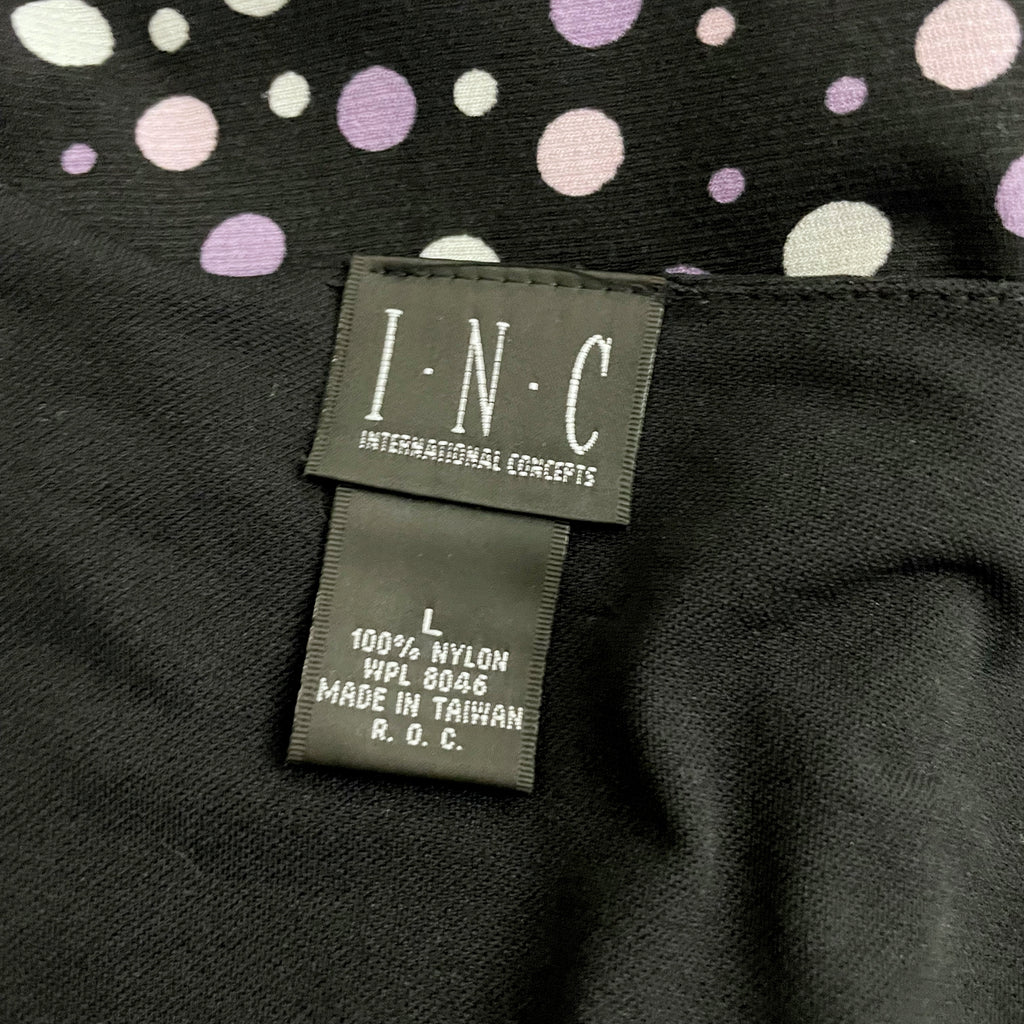 I·N·C
INTERNATIONAL CONCEPTS
L
100% NYLON
WPL 8046
MADE IN TAIWAN
R. O. C.